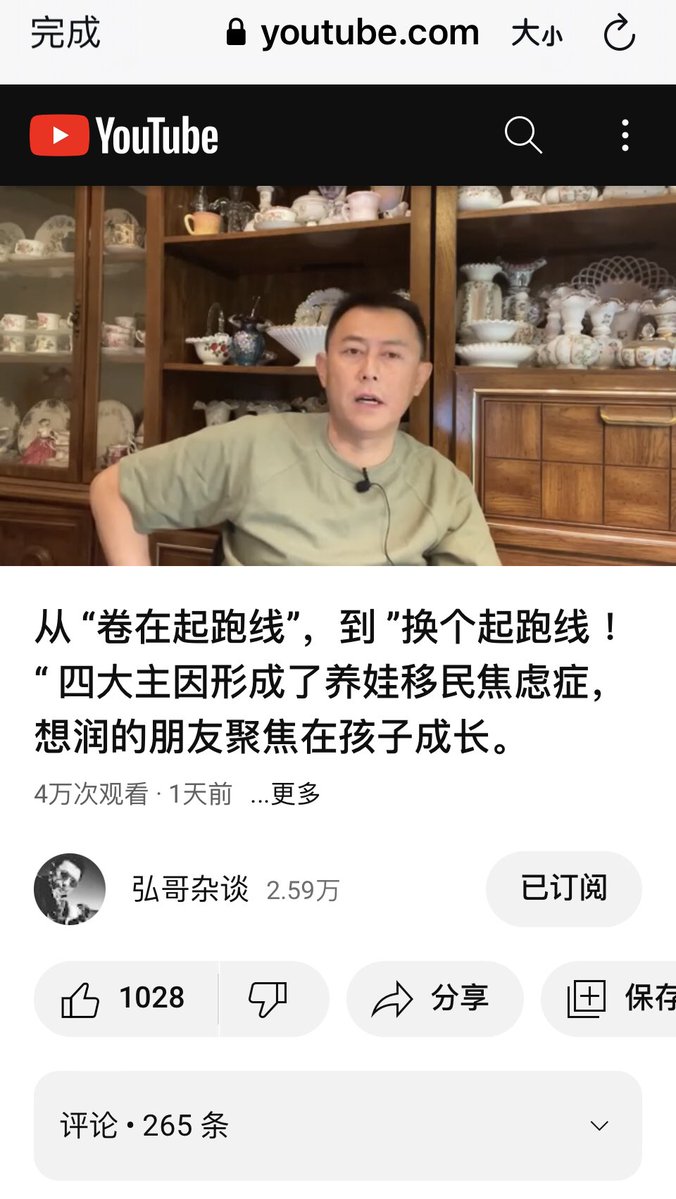 完成
youtube.com
大小
YouTube
从 “卷在起跑线”，到 ”换个起跑线！
“ 四大主因形成了养娃移民焦虑症，
想润的朋友聚焦在孩子成长。
4万次观看 · 1天前 ...更多
弘哥杂谈 2.59万
已订阅
1028
分享
保存
评论 • 265 条